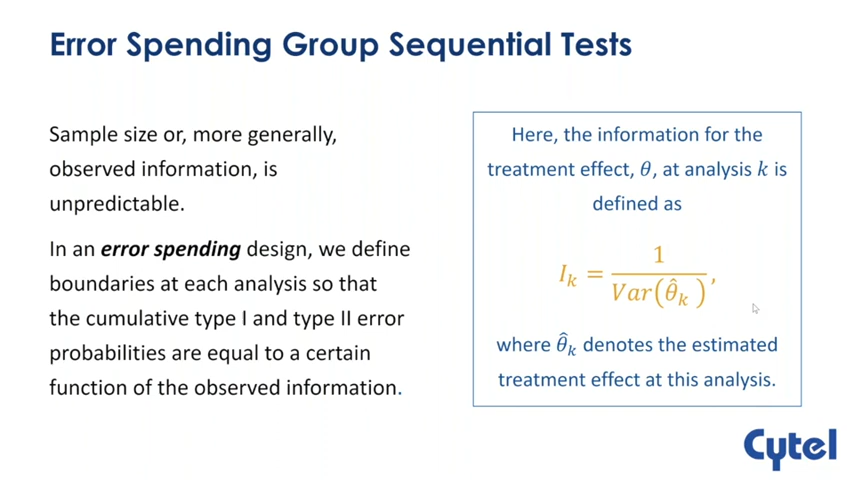 Error Spending Group Sequential Tests
Sample size or, more generally,
observed information, is
unpredictable.
In an error spending design, we define
boundaries at each analysis so that
the cumulative type I and type II error
probabilities are equal to a certain
function of the observed information.
Here, the information for the
treatment effect, θ, at analysis k is
defined as
I_k = 1 / Var(θ̂_k),
where θ̂_k denotes the estimated
treatment effect at this analysis.
Cytel